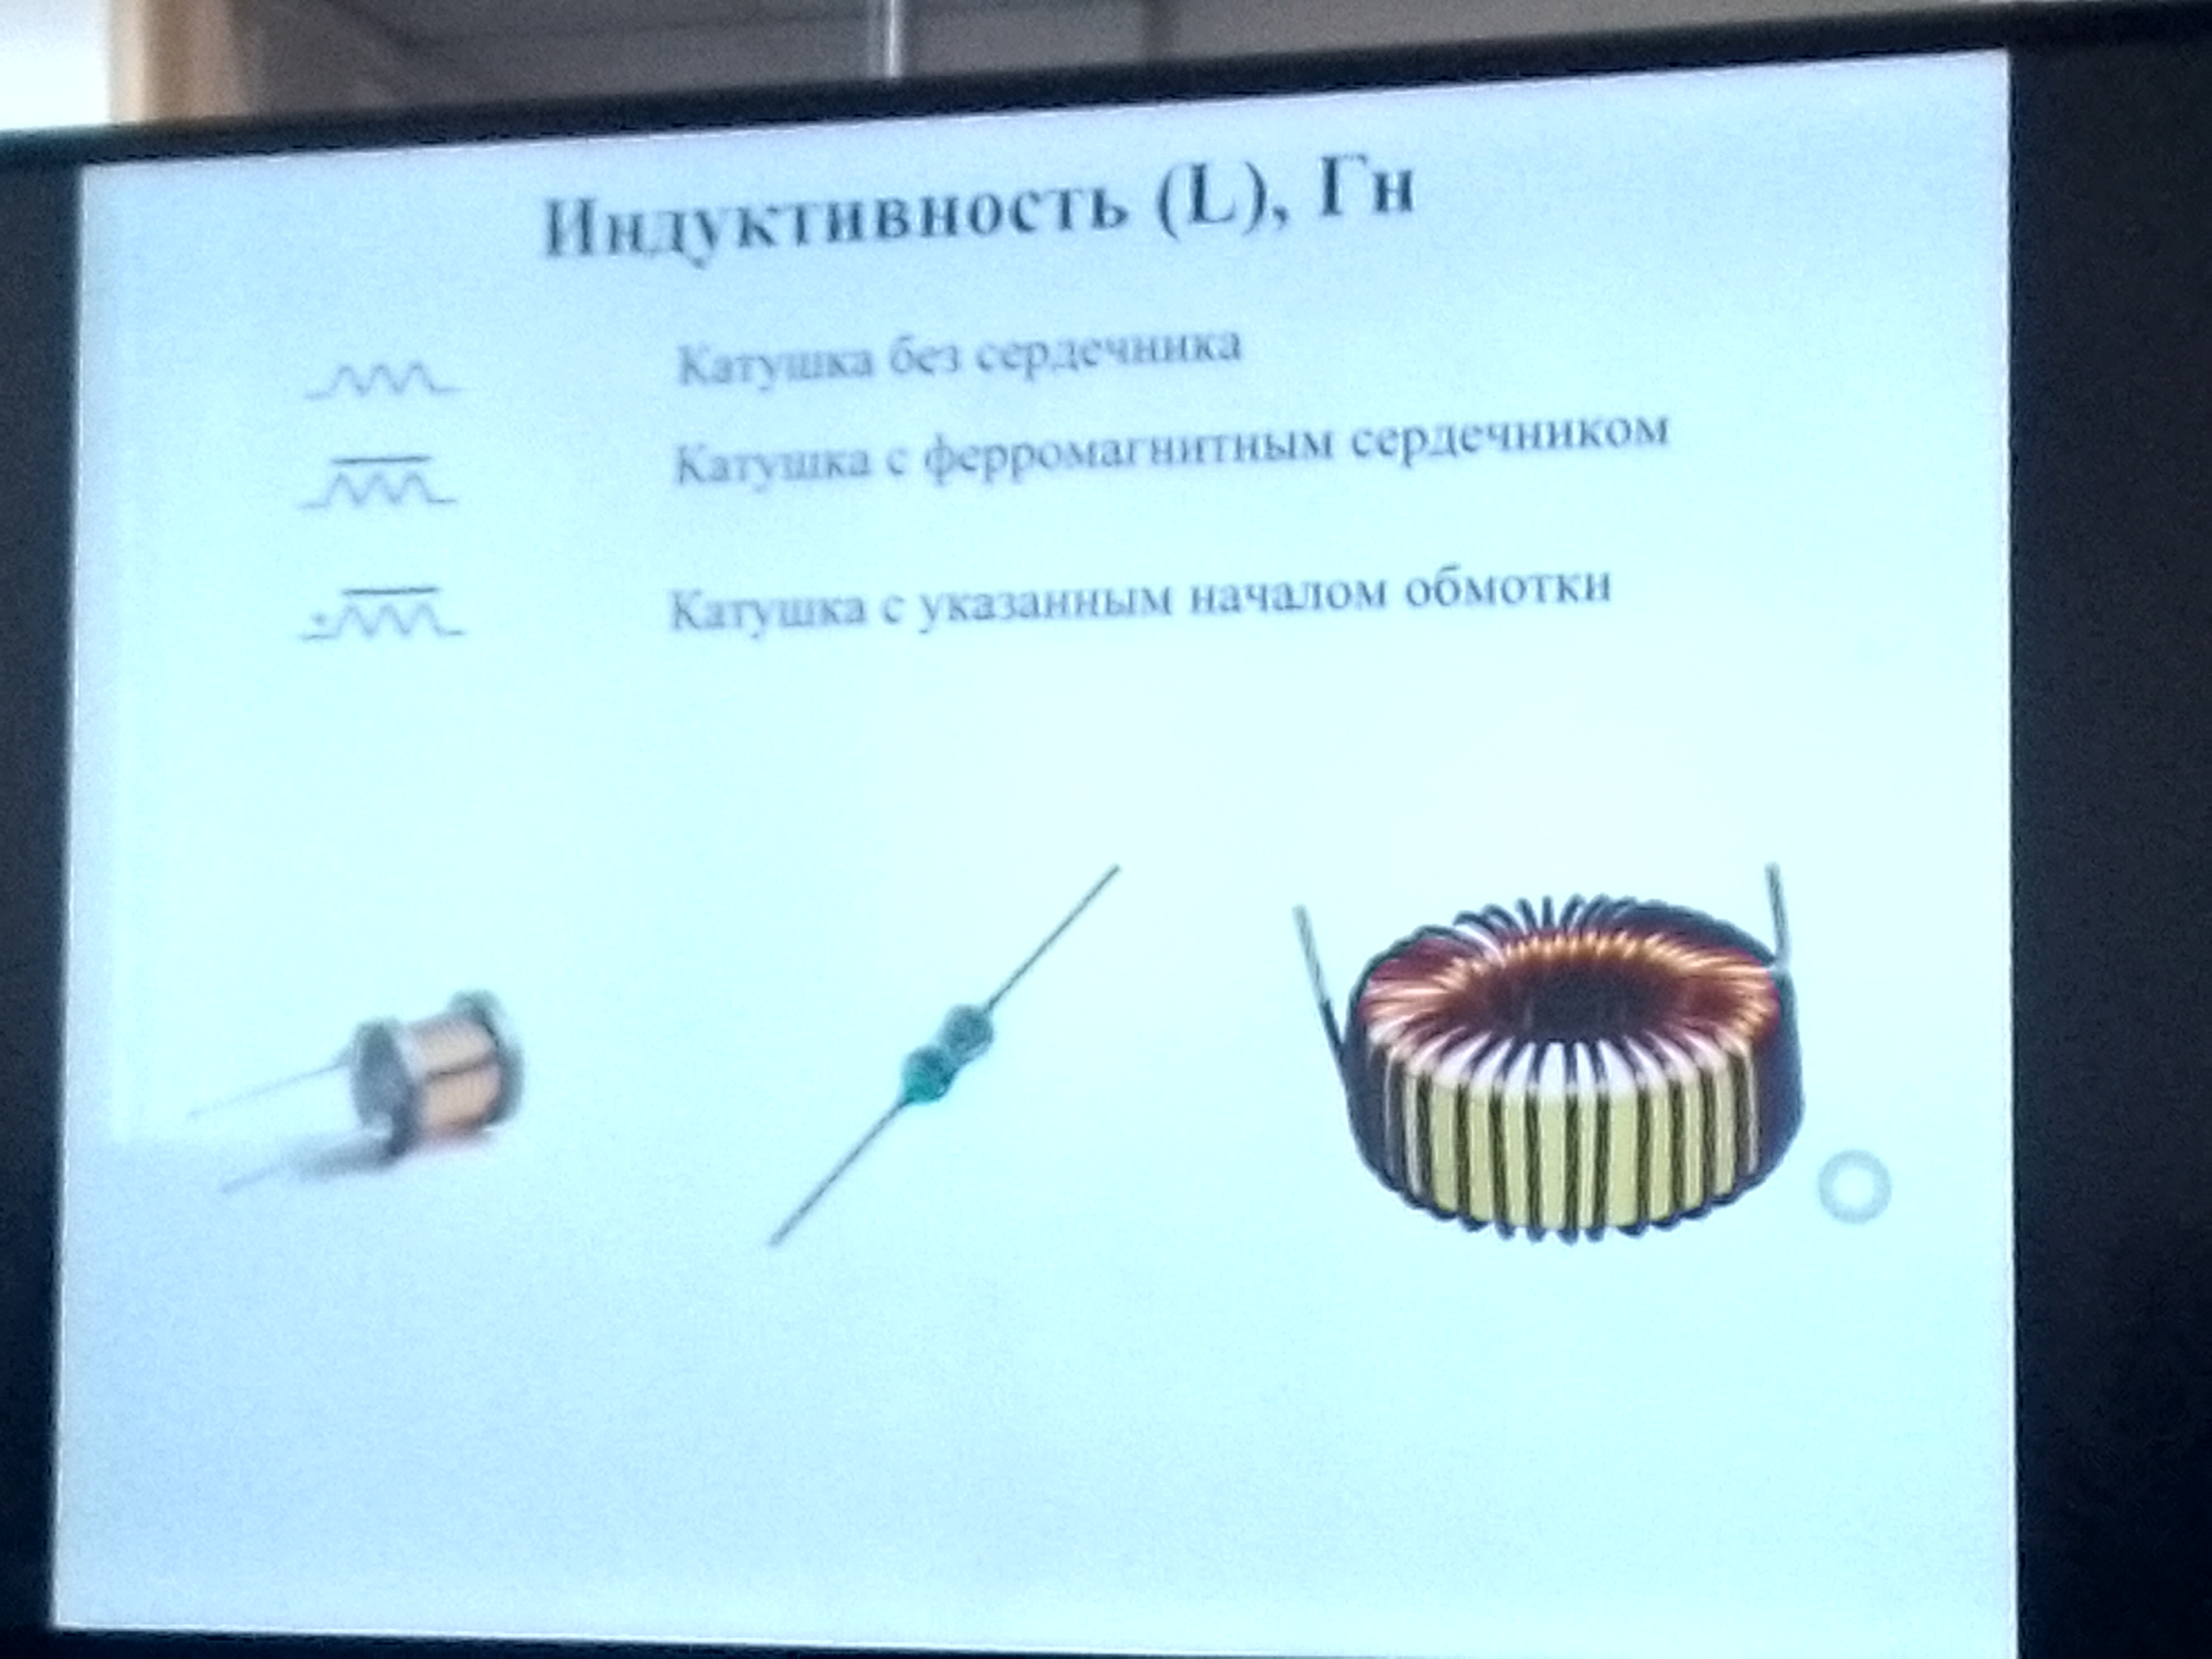 Индуктивность (L), Гн
Катушка без сердечника
Катушка с ферромагнитным сердечником
Катушка с указанным началом обмотки